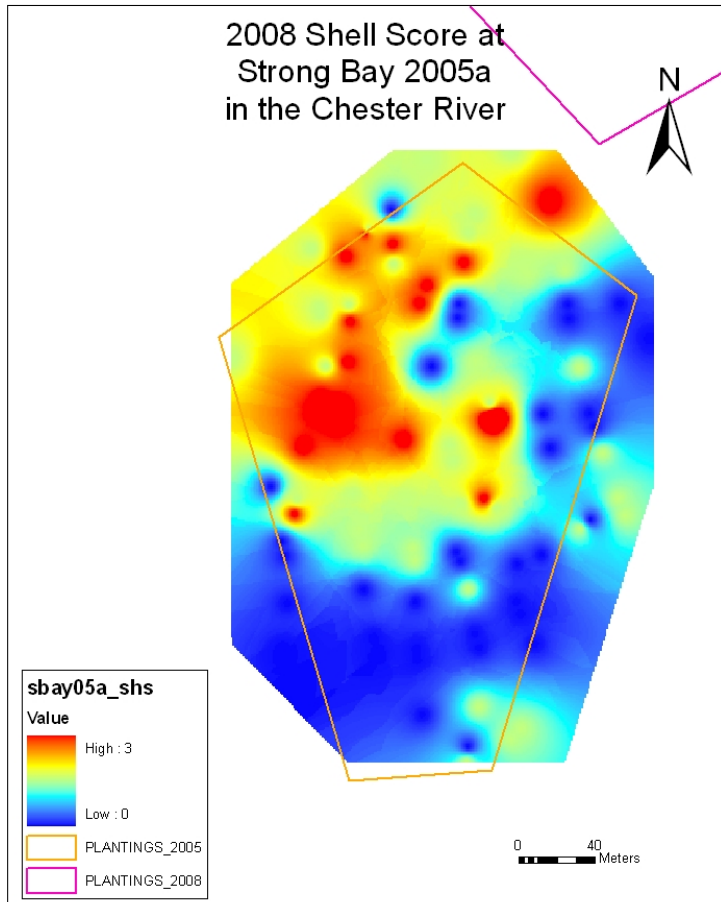 2008 Shell Score at
Strong Bay 2005a
in the Chester River
N
sbay05a_shs
Value
High : 3
Low : 0
PLANTINGS_2005
PLANTINGS_2008
0 40
Meters